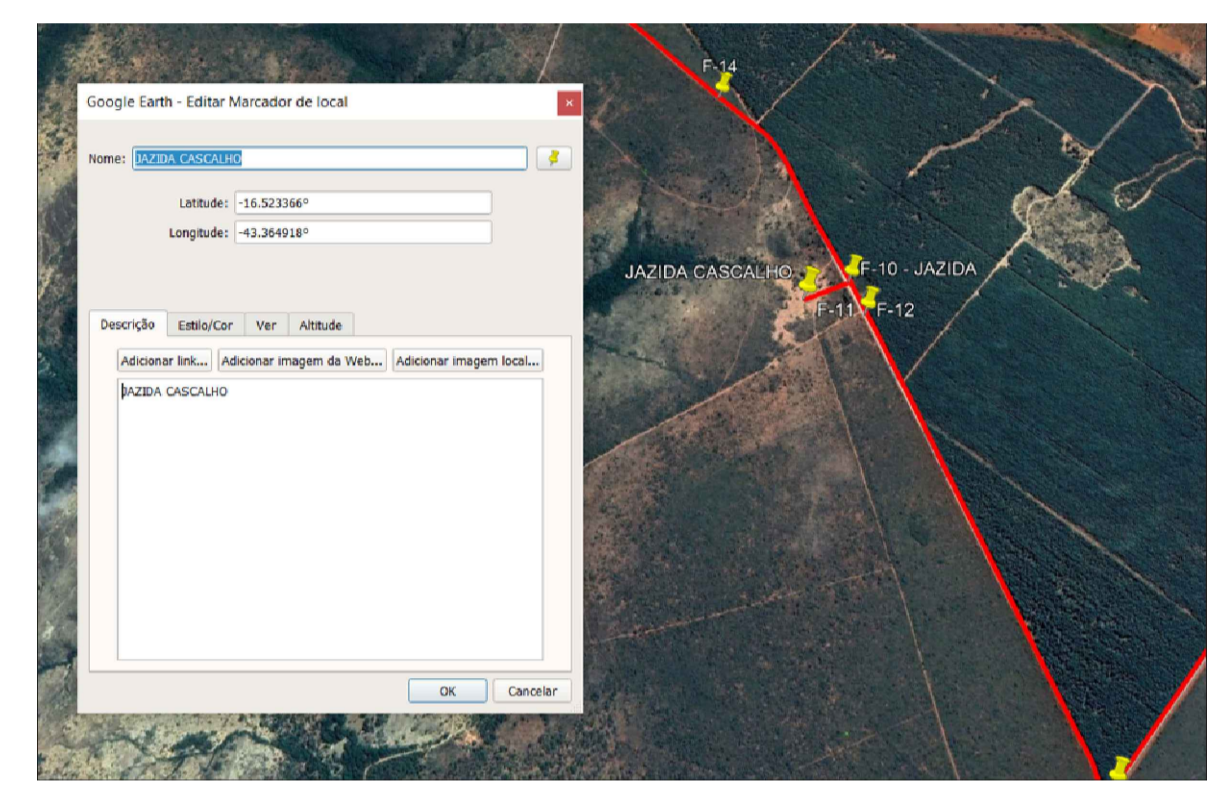 Google Earth - Editar Marcador de local
Nome: JAZIDA CASCALHO
Latitude: -16.523366º
Longitude: -43.364918º
Descrição Estilo/Cor Ver Altitude
Adicionar link... Adicionar imagem da Web... Adicionar imagem local...
JAZIDA CASCALHO
OK Cancelar
F-14
JAZIDA CASCALHO
F-10 - JAZIDA
F-11 F-12